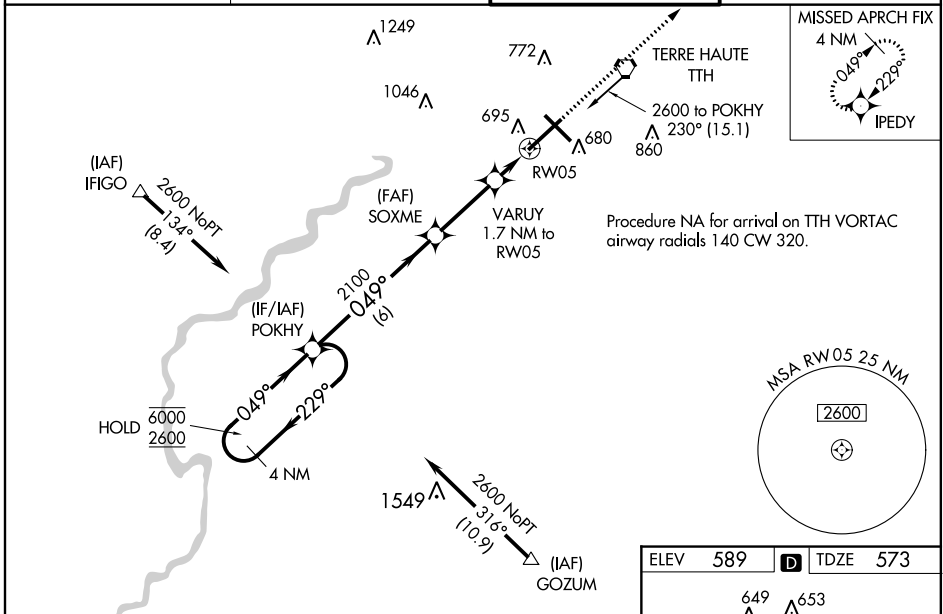 1249
772
1046
695
680
860
TERRE HAUTE
TTH
2600 to POKHY
230° (15.1)
MISSED APRCH FIX
4 NM
049°
229°
IPEDY
RW05
(IAF)
IFIGO
2600 NoPT
134°
(8.4)
(FAF)
SOXME
VARUY
1.7 NM to
RW05
Procedure NA for arrival on TTH VORTAC
airway radials 140 CW 320.
2100
049°
(6)
(IF/IAF)
POKHY
HOLD
6000
2600
049°
229°
4 NM
MSA RW05 25 NM
2600
1549
2600 NoPT
316°
(10.9)
(IAF)
GOZUM
ELEV 589 D TDZE 573
649
653